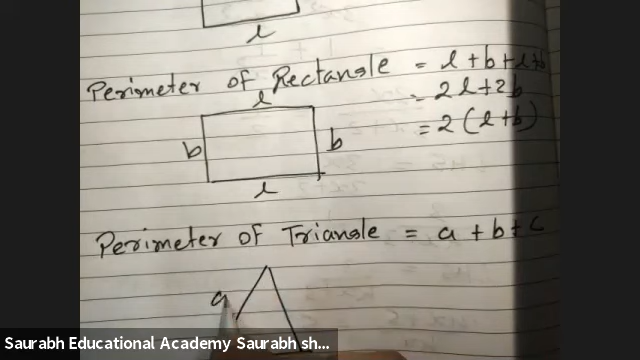 l
Perimeter of Rectangle = l + b + l + b
= 2l + 2b
= 2 (l + b)
l
b
b
l
Perimeter of Triangle = a + b + c
a
Saurabh Educational Academy Saurabh sh...